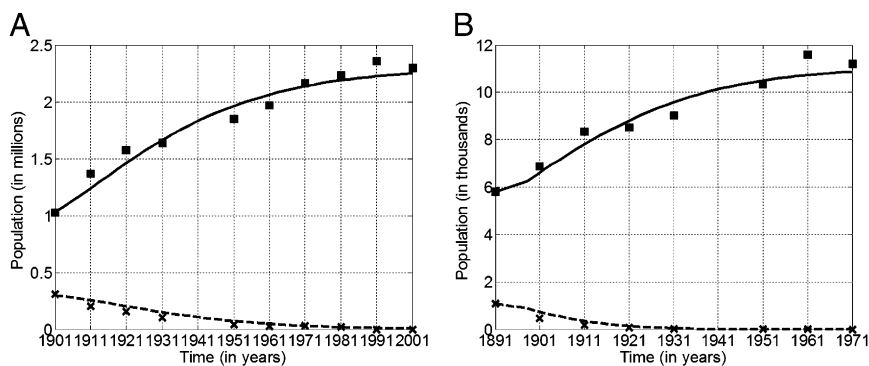 A
2.5
2
1.5
1
0.5
0
Population (in millions)
1901 1911 1921 1931 1941 1951 1961 1971 1981 1991 2001
Time (in years)
B
12
10
8
6
4
2
0
Population (in thousands)
1891 1901 1911 1921 1931 1941 1951 1961 1971
Time (in years)